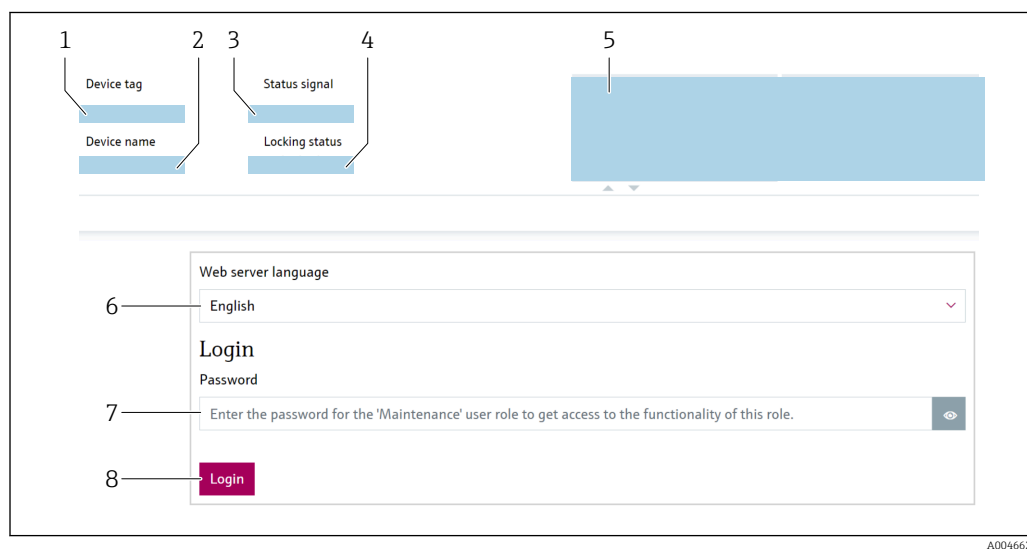 1 2 3 4 5
Device tag Status signal
Device name Locking status
Web server language
6 English
Login
Password
7 Enter the password for the 'Maintenance' user role to get access to the functionality of this role.
8 Login